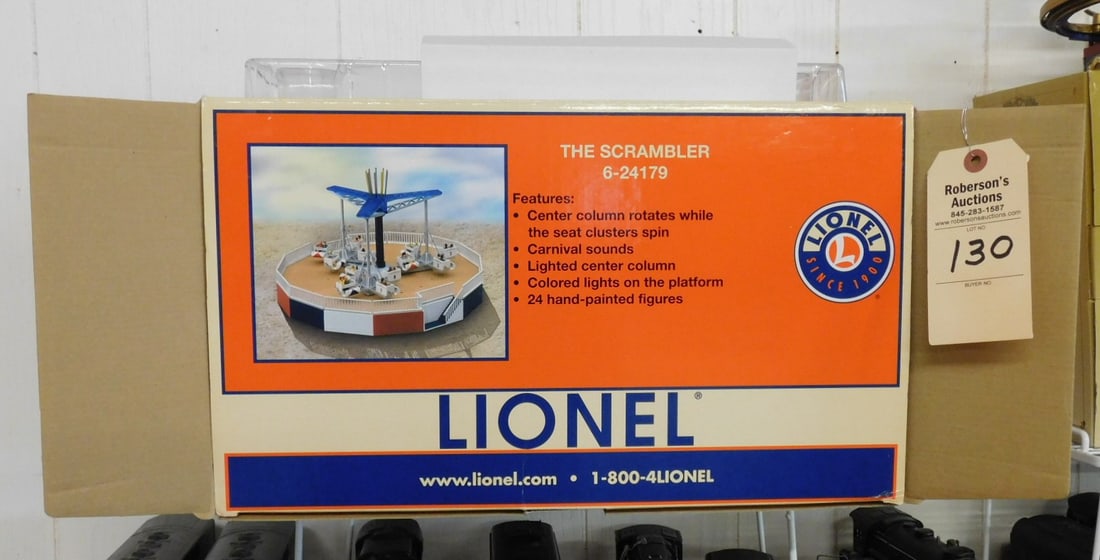 THE SCRAMBLER
6-24179
Features:
• Center column rotates while
the seat clusters spin
• Carnival sounds
• Lighted center column
• Colored lights on the platform
• 24 hand-painted figures
LIONEL
L
SINCE 1900
®
LIONEL®
www.lionel.com • 1-800-4LIONEL
Roberson's
Auctions
845-283-1587
www.robersonsauctions.com
LOT NO.
130
BUYER NO.